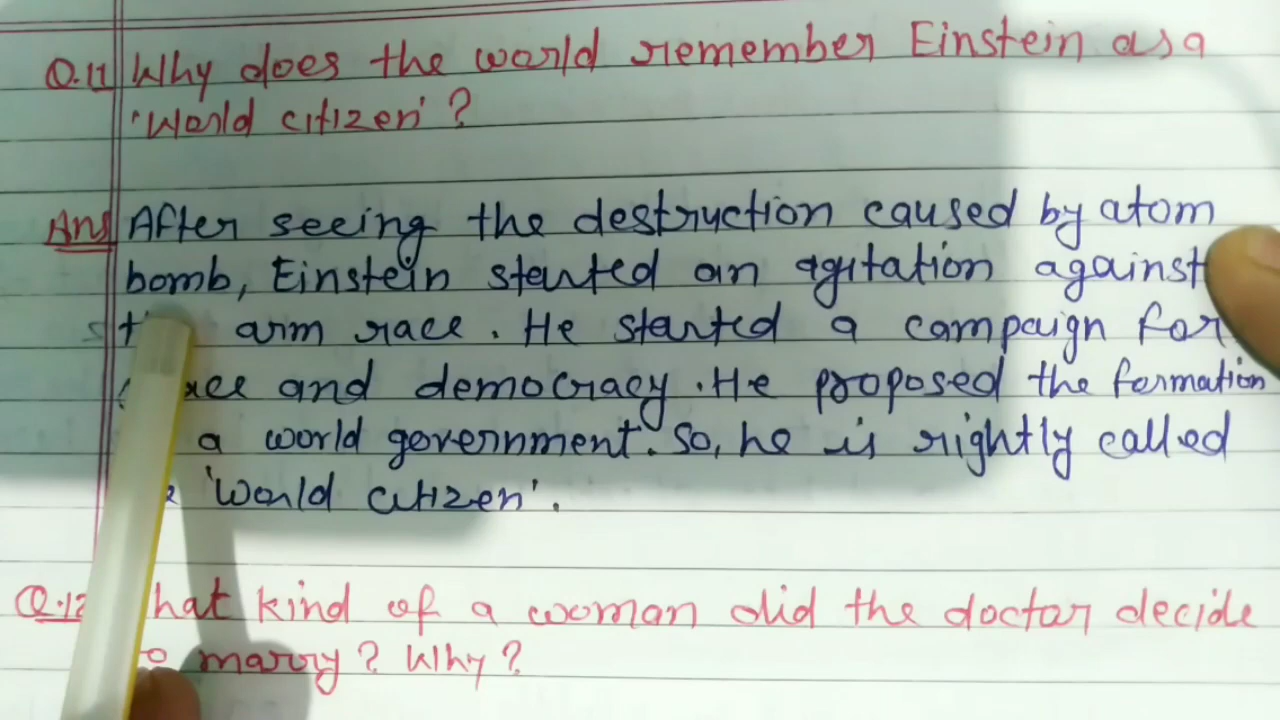 Q.11 Why does the world remember Einstein as a
'World citizen'?
Ans After seeing the destruction caused by atom
bomb, Einstein started an agitation against
arm race. He started a campaign for
and democracy. He proposed the formation
a world government. So, he is rightly called
'World citizen'.
Q.12 kind of a woman did the doctor decide
marry? Why?